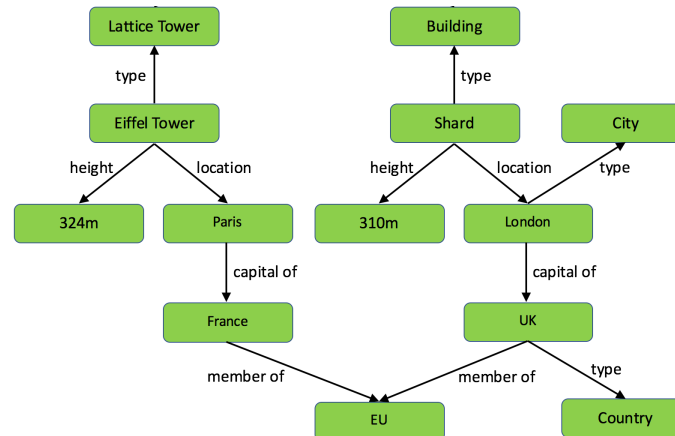 Lattice Tower
Building
type
type
Eiffel Tower
Shard
City
height
location
height
location
type
324m
Paris
310m
London
capital of
capital of
France
UK
member of
member of
type
EU
Country